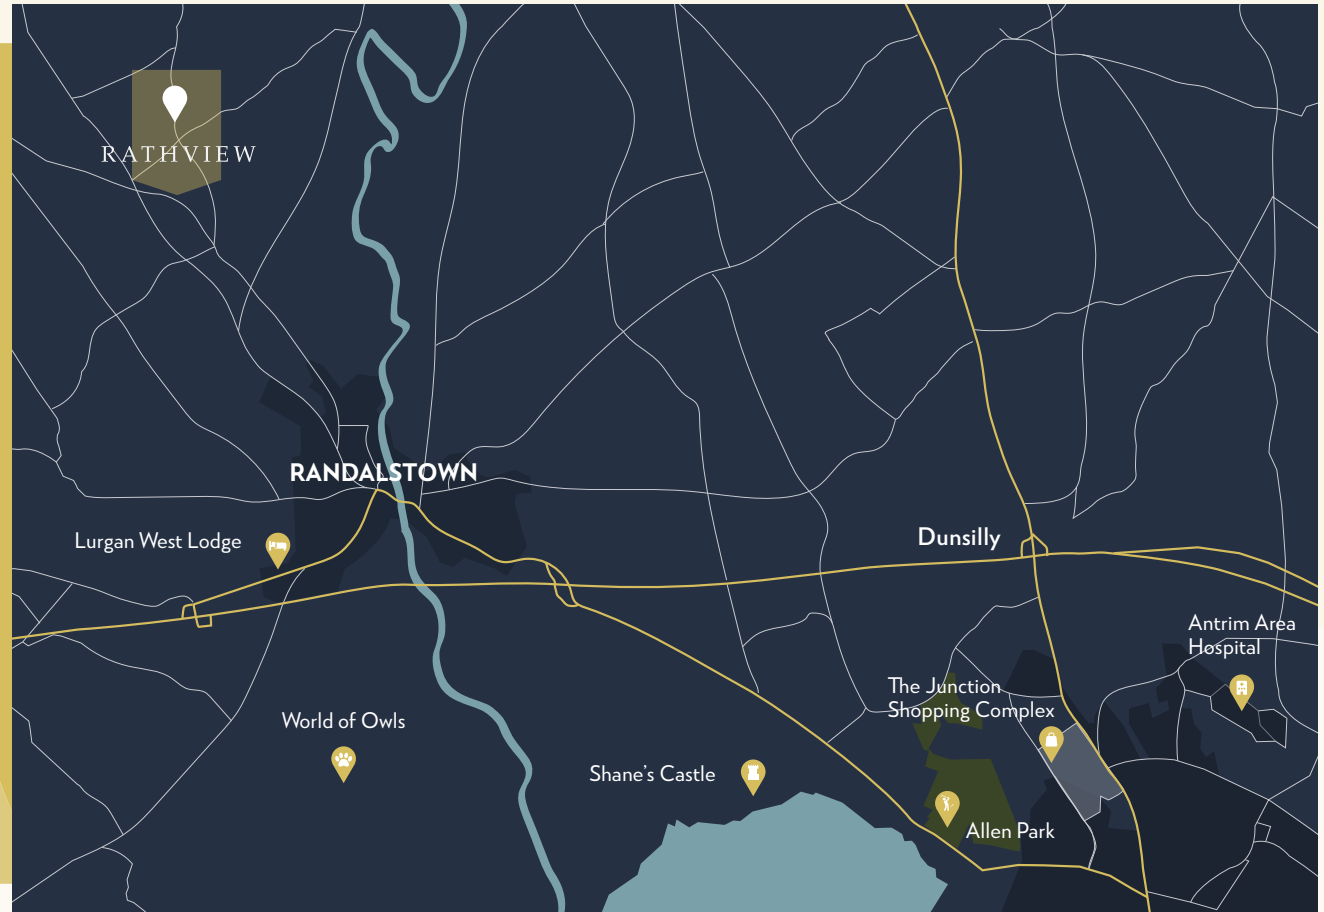 RATHVIEW
RANDALSTOWN
Lurgan West Lodge
Dunsilly
Antrim Area
Hospital
The Junction
Shopping Complex
World of Owls
Shane's Castle
Allen Park